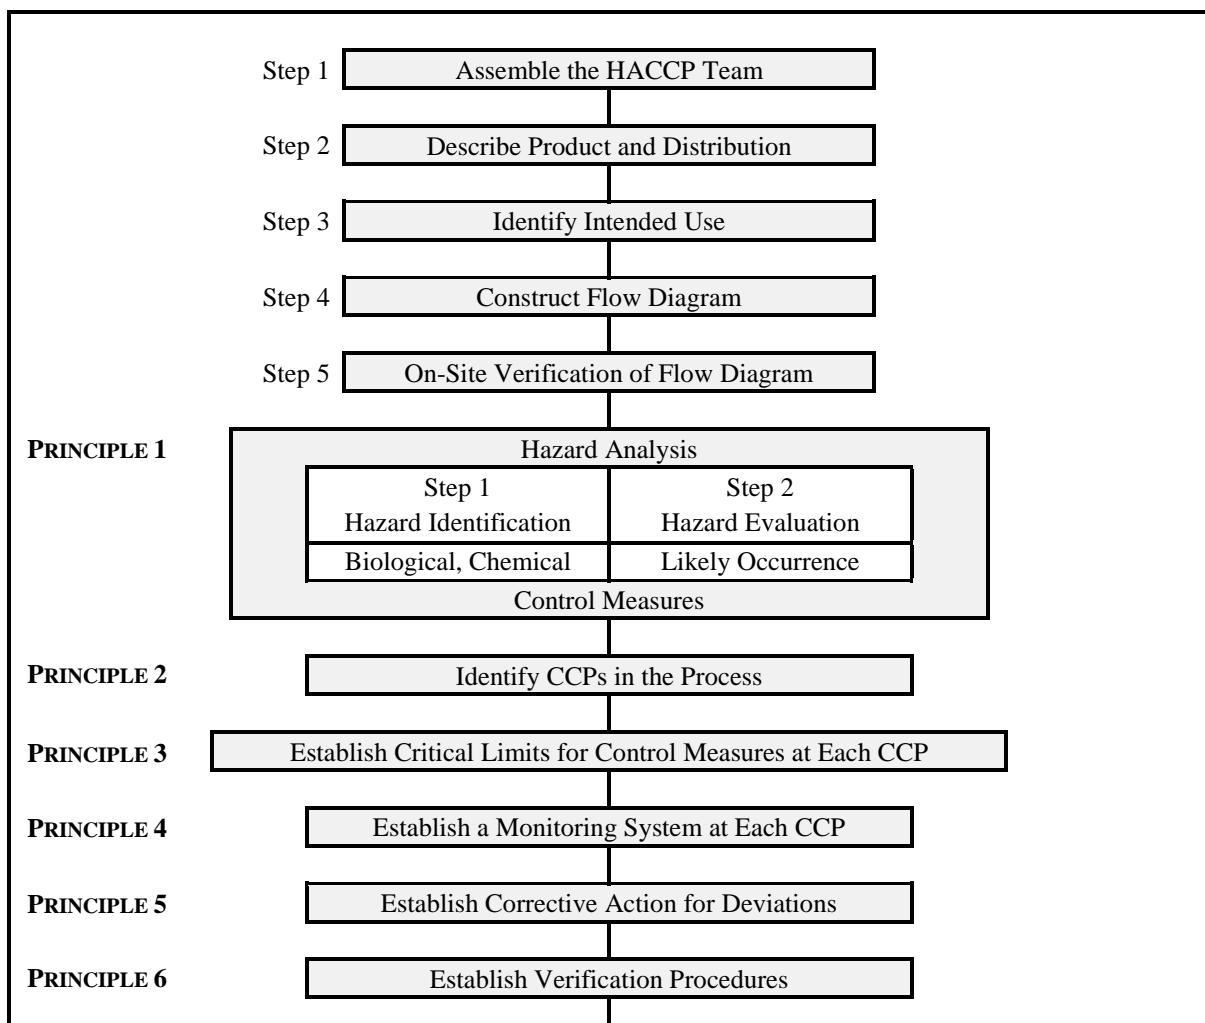 Step 1 Assemble the HACCP Team
Step 2 Describe Product and Distribution
Step 3 Identify Intended Use
Step 4 Construct Flow Diagram
Step 5 On-Site Verification of Flow Diagram
PRINCIPLE 1 Hazard Analysis
Step 1 Step 2
Hazard Identification Hazard Evaluation
Biological, Chemical Likely Occurrence
Control Measures
PRINCIPLE 2 Identify CCPs in the Process
PRINCIPLE 3 Establish Critical Limits for Control Measures at Each CCP
PRINCIPLE 4 Establish a Monitoring System at Each CCP
PRINCIPLE 5 Establish Corrective Action for Deviations
PRINCIPLE 6 Establish Verification Procedures